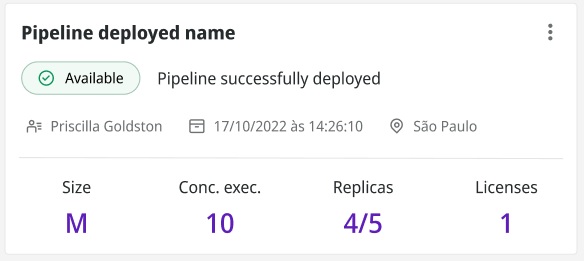 Pipeline deployed name
Available Pipeline successfully deployed
Priscilla Goldston 17/10/2022 às 14:26:10 São Paulo
Size Conc. exec. Replicas Licenses
M 10 4/5 1